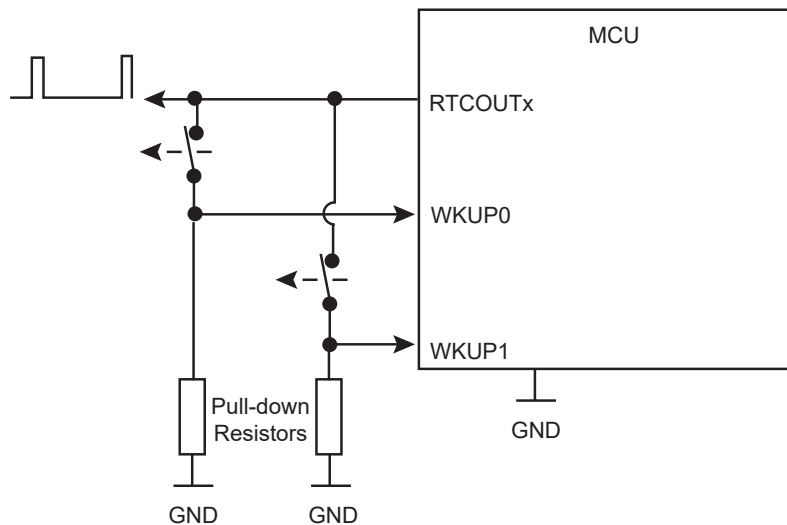 MCU
RTCOUTx
WKUP0
WKUP1
Pull-down
Resistors
GND
GND
GND